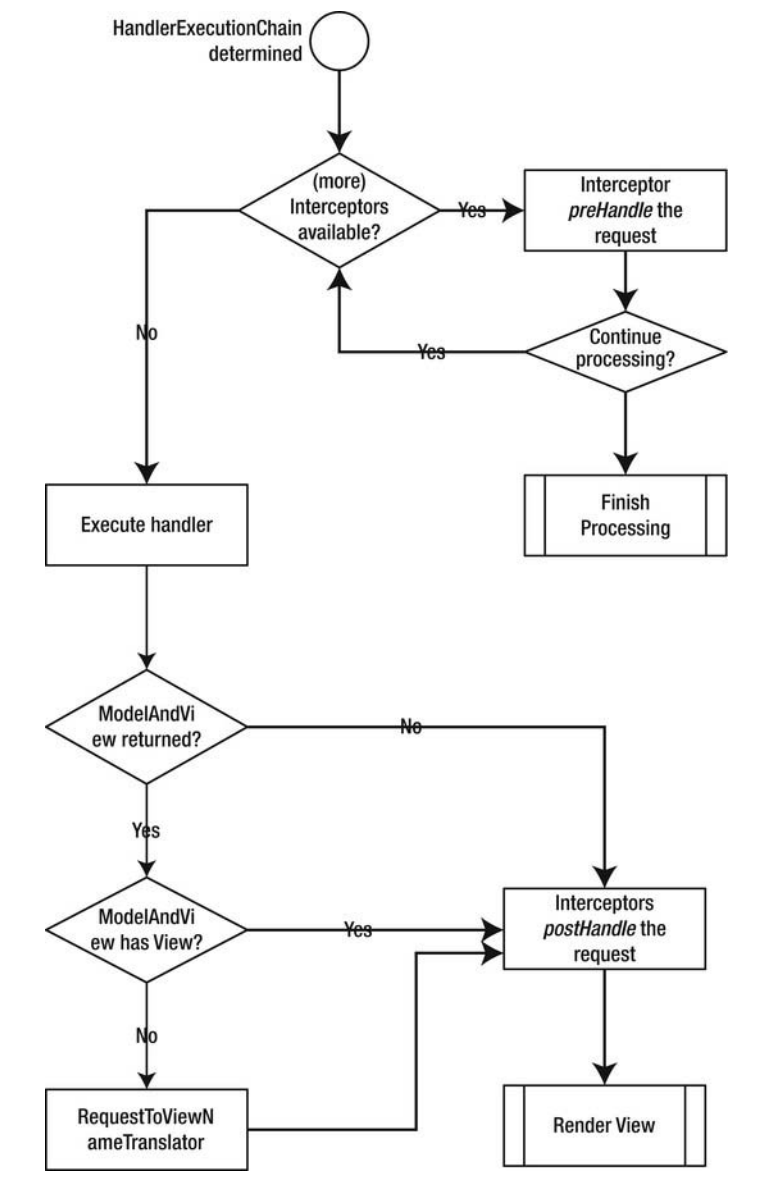 HandlerExecutionChain
determined
(more)
Interceptors
available?
Yes
Interceptor
preHandle the
request
No
Continue
processing?
Yes
Execute handler
Finish
Processing
ModelAndVi
ew returned?
No
Yes
ModelAndVi
ew has View?
Yes
Interceptors
postHandle the
request
No
RequestToViewN
ameTranslator
Render View